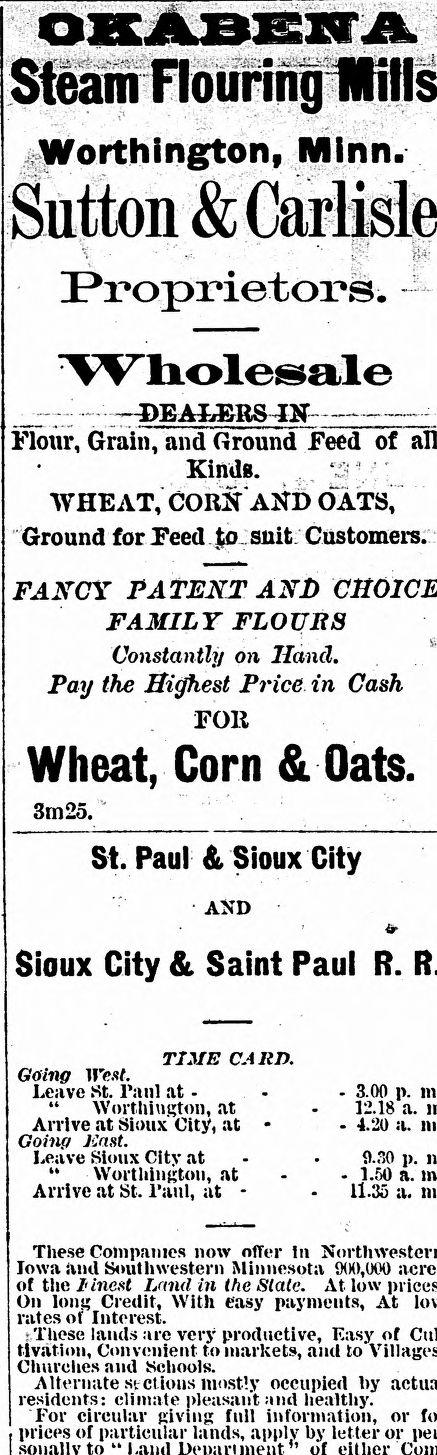 OKABENA
Steam Flouring Mills
Worthington, Minn.
Sutton & Carlisle
Proprietors.
Wholesale
DEALERS IN
Flour, Grain, and Ground Feed of all
Kinds.
WHEAT, CORN AND OATS,
Ground for Feed to suit Customers.
FANCY PATENT AND CHOICE
FAMILY FLOURS
Constantly on Hand.
Pay the Highest Price in Cash
FOR
Wheat, Corn & Oats.
3m25.
St. Paul & Sioux City
AND
Sioux City & Saint Paul R. R.
TIME CARD.
Going West.
Leave St. Paul at - - - 3.00 p. m
" Worthington, at - 12.18 a. m
Arrive at Sioux City, at - - 4.20 a. m
Going East.
Leave Sioux City at - - 9.30 p. m
" Worthington, at - - 1.50 a. m
Arrive at St. Paul, at - - 11.35 a. m
These Companies now offer in Northwestern
Iowa and Southwestern Minnesota 900,000 acre
of the Finest Land in the State. At low prices
On long Credit, With easy payments, At low
rates of Interest.
These lands are very productive, Easy of Cul
tivation, Convenient to markets, and to Villages
Churches and Schools.
Alternate sections mostly occupied by actua
residents: climate pleasant and healthy.
For circular giving full information, or fo
prices of particular lands, apply by letter or per
sonally to "Land Department" of either Com